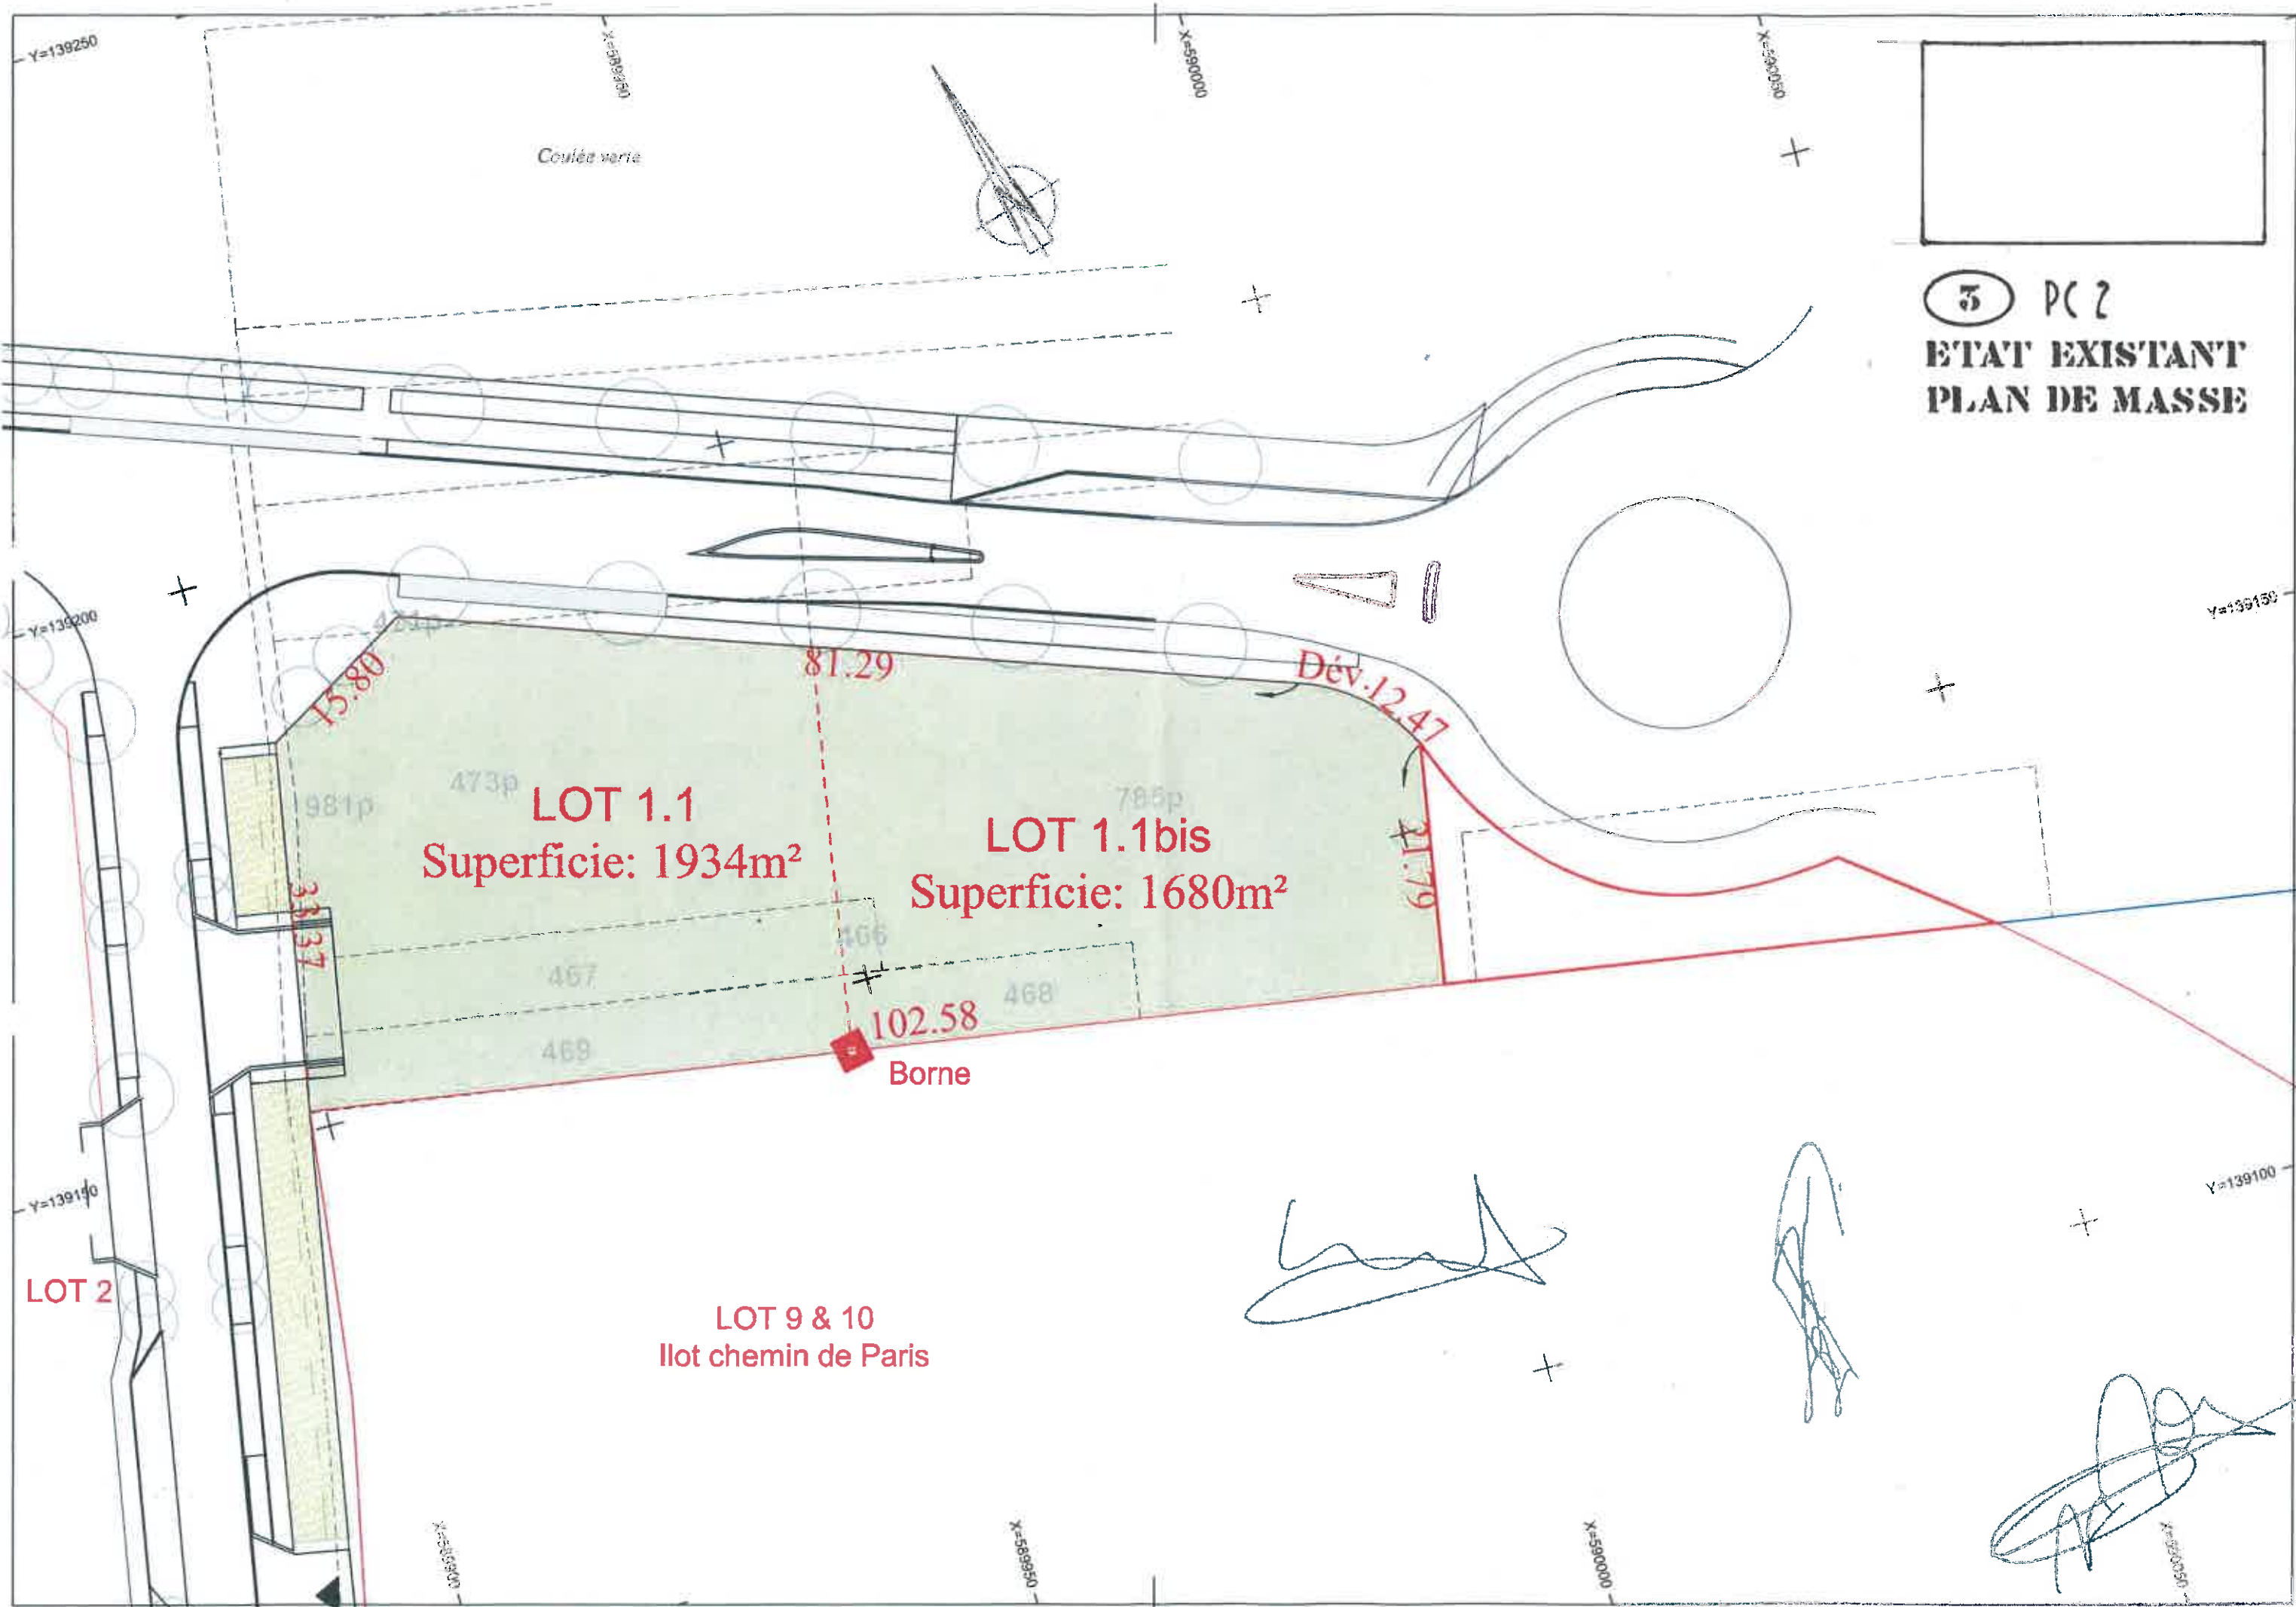 Y=139250
X=589950
X=590000
X=590050
Coulée verte
3 PC2
ETAT EXISTANT
PLAN DE MASSE
Y=139200
Y=139150
421p
15.80
81.29
Dév.12.47
981p
473p
785p
LOT 1.1
Superficie: 1934m²
LOT 1.1bis
Superficie: 1680m²
33.37
21.79
466
467
468
469
102.58
Borne
Y=139150
Y=139100
LOT 2
LOT 9 & 10
Ilot chemin de Paris
X=589900
X=589950
X=590000
X=590050